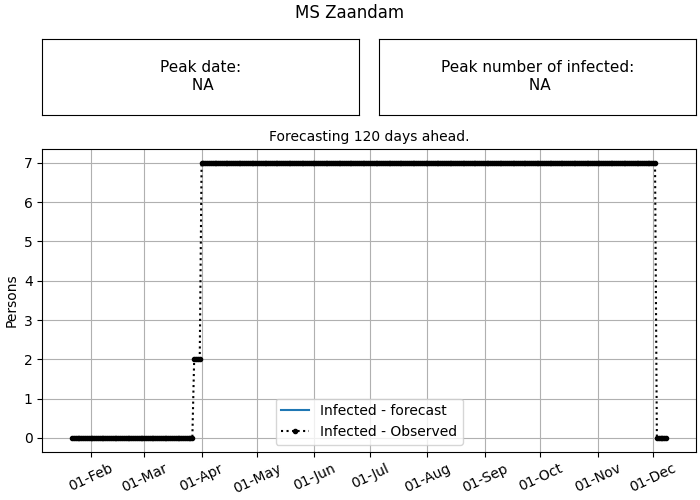 MS Zaandam
Peak date:
NA
Peak number of infected:
NA
Forecasting 120 days ahead.
Persons
7
6
5
4
3
2
1
0
Infected - forecast
Infected - Observed
01-Feb
01-Mar
01-Apr
01-May
01-Jun
01-Jul
01-Aug
01-Sep
01-Oct
01-Nov
01-Dec